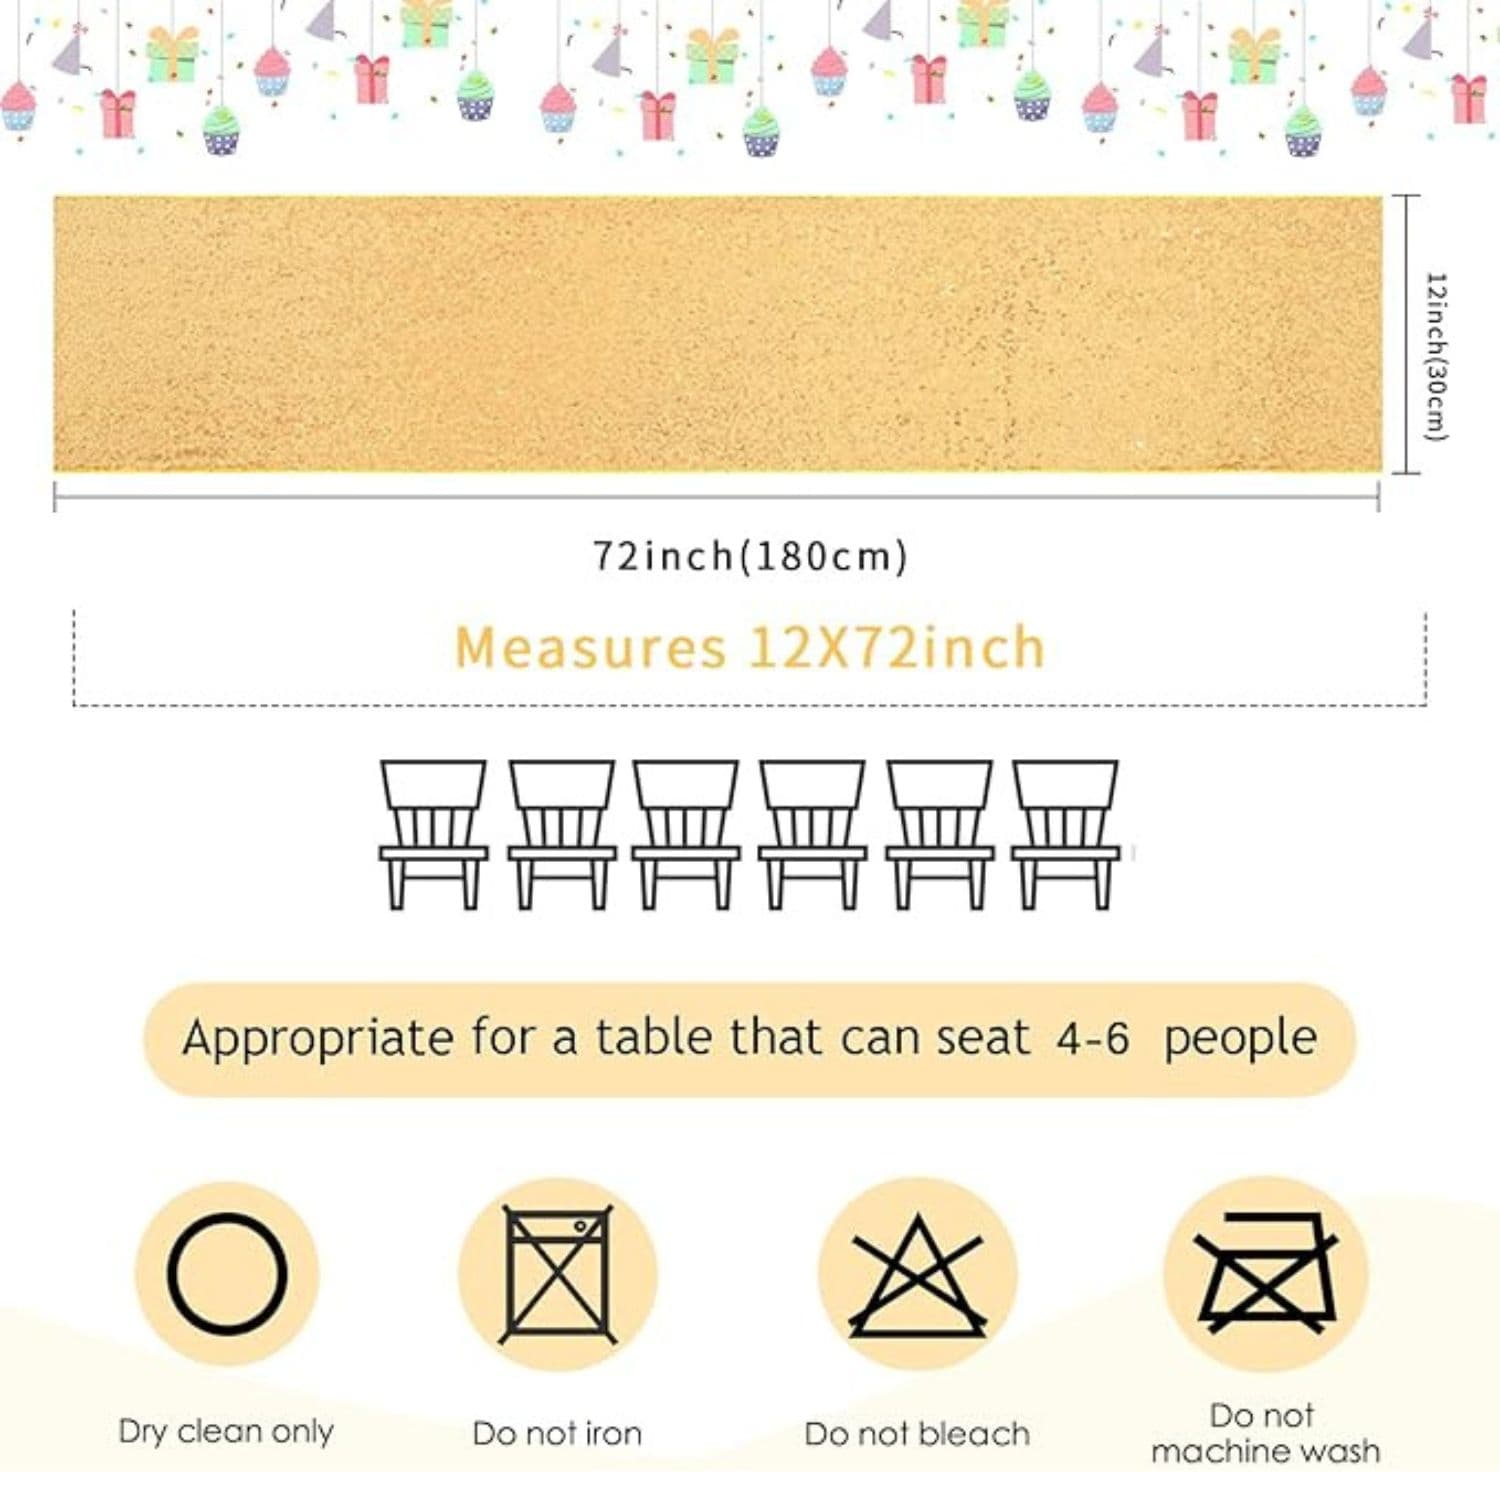 12inch(30cm)
72inch(180cm)
Measures 12X72inch
Appropriate for a table that can seat 4-6 people
Dry clean only
Do not iron
Do not bleach
Do not
machine wash